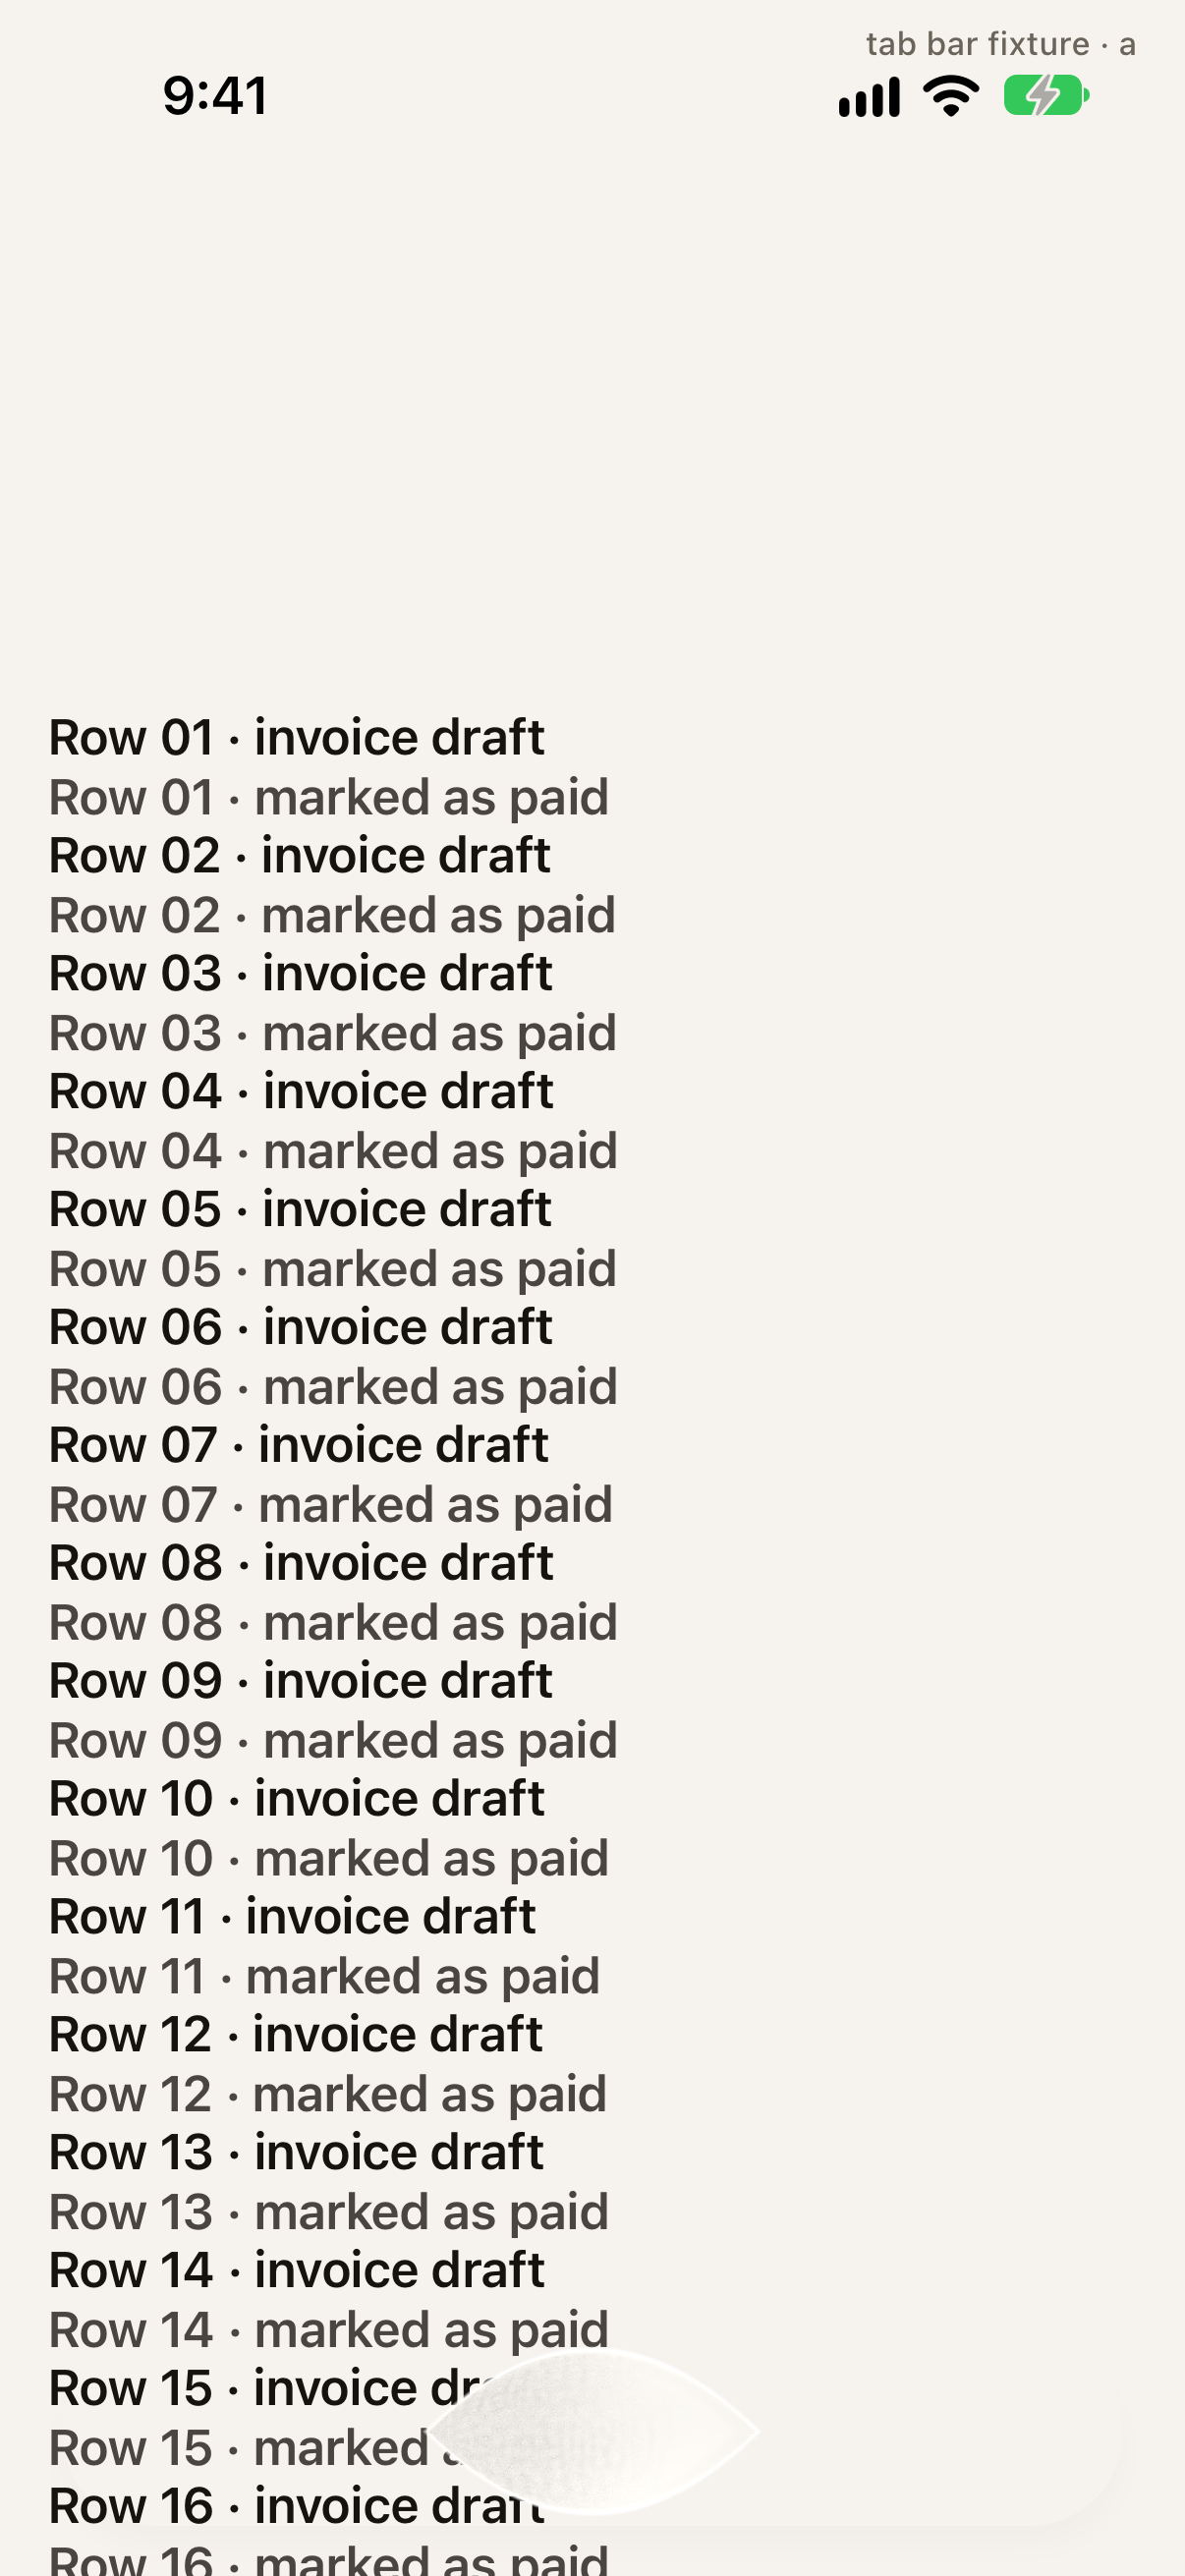 tab bar fixture · a
9:41
Row 01 · invoice draft
Row 01 · marked as paid
Row 02 · invoice draft
Row 02 · marked as paid
Row 03 · invoice draft
Row 03 · marked as paid
Row 04 · invoice draft
Row 04 · marked as paid
Row 05 · invoice draft
Row 05 · marked as paid
Row 06 · invoice draft
Row 06 · marked as paid
Row 07 · invoice draft
Row 07 · marked as paid
Row 08 · invoice draft
Row 08 · marked as paid
Row 09 · invoice draft
Row 09 · marked as paid
Row 10 · invoice draft
Row 10 · marked as paid
Row 11 · invoice draft
Row 11 · marked as paid
Row 12 · invoice draft
Row 12 · marked as paid
Row 13 · invoice draft
Row 13 · marked as paid
Row 14 · invoice draft
Row 14 · marked as paid
Row 15 · invoice
Row 15 · marked
Row 16 · invoice draft
Row 16 · marked as paid